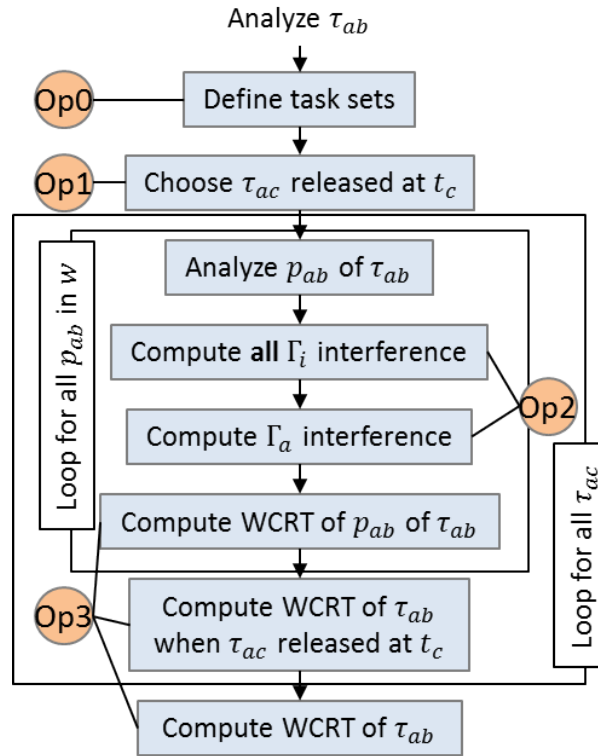 Analyze τ_ab
Op0
Define task sets
Op1
Choose τ_ac released at t_c
Loop for all p_ab in w
Analyze p_ab of τ_ab
Compute all Γ_i interference
Op2
Compute Γ_a interference
Loop for all τ_ac
Compute WCRT of p_ab of τ_ab
Op3
Compute WCRT of τ_ab
when τ_ac released at t_c
Compute WCRT of τ_ab